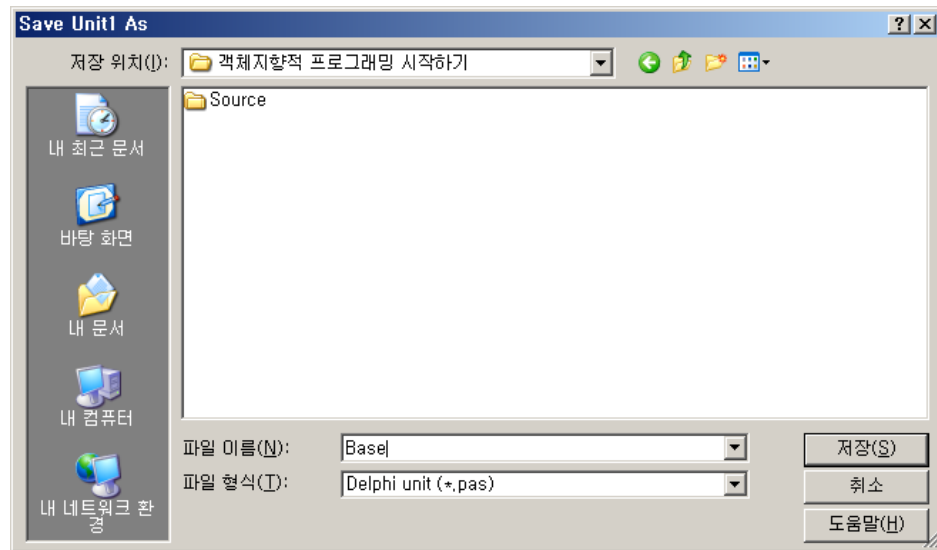 Save Unit1 As
저장 위치(I):
객체지향적 프로그래밍 시작하기
Source
내 최근 문서
바탕 화면
내 문서
내 컴퓨터
내 네트워크 환
경
파일 이름(N):
Base
저장(S)
파일 형식(T):
Delphi unit (*.pas)
취소
도움말(H)